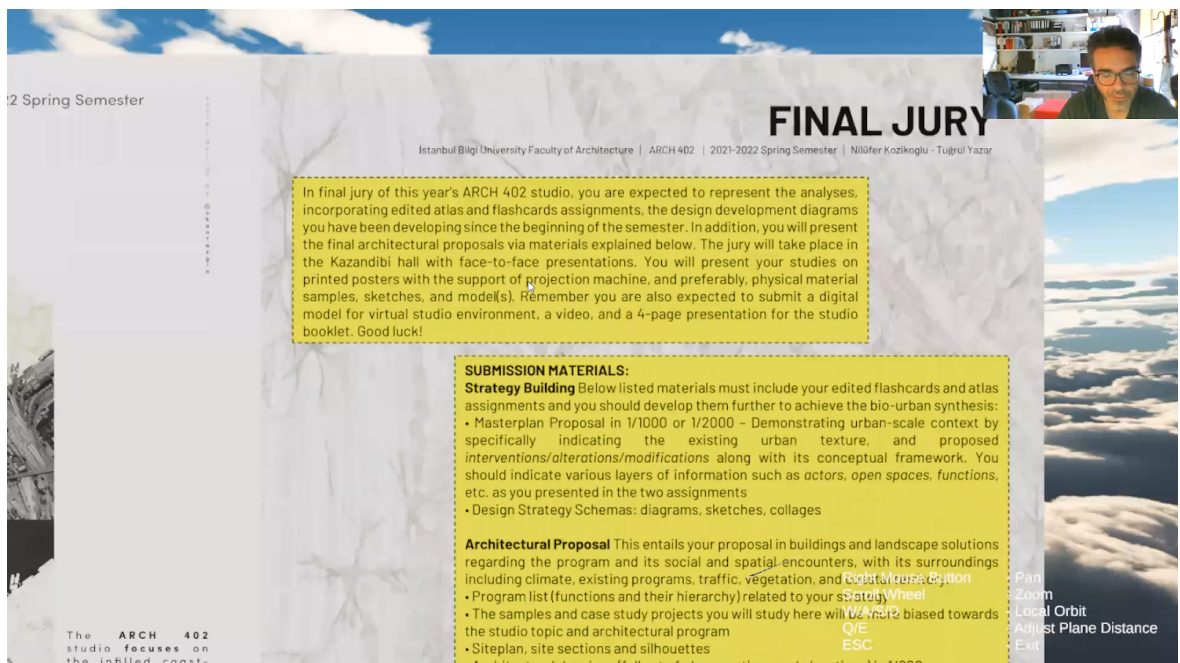 22 Spring Semester
FINAL JURY
İstanbul Bilgi University Faculty of Architecture | ARCH 402 | 2021-2022 Spring Semester | Nilüfer Kozikoglu - Tuğrul Yazar
In final jury of this year's ARCH 402 studio, you are expected to represent the analyses,
incorporating edited atlas and flashcards assignments, the design development diagrams
you have been developing since the beginning of the semester. In addition, you will present
the final architectural proposals via materials explained below. The jury will take place in
the Kazandibi hall with face-to-face presentations. You will present your studies on
printed posters with the support of projection machine, and preferably, physical material
samples, sketches, and model(s). Remember you are also expected to submit a digital
model for virtual studio environment, a video, and a 4-page presentation for the studio
booklet. Good luck!
SUBMISSION MATERIALS:
Strategy Building Below listed materials must include your edited flashcards and atlas
assignments and you should develop them further to achieve the bio-urban synthesis:
• Masterplan Proposal in 1/1000 or 1/2000 – Demonstrating urban-scale context by
specifically indicating the existing urban texture, and proposed
interventions/alterations/modifications along with its conceptual framework. You
should indicate various layers of information such as actors, open spaces, functions,
etc. as you presented in the two assignments
• Design Strategy Schemas: diagrams, sketches, collages
Architectural Proposal This entails your proposal in buildings and landscape solutions
regarding the program and its social and spatial encounters, with its surroundings
including climate, existing programs, traffic, vegetation, and
• Program list (functions and their hierarchy) related to your strategy
• The samples and case study projects you will study here will be more biased towards
the studio topic and architectural program
• Siteplan, site sections and silhouettes
Right Mouse Button Pan
Scroll Wheel Zoom
W/A/S/D Local Orbit
Q/E Adjust Plane Distance
ESC Exit
The ARCH 402
studio focuses on
the infilled coast-